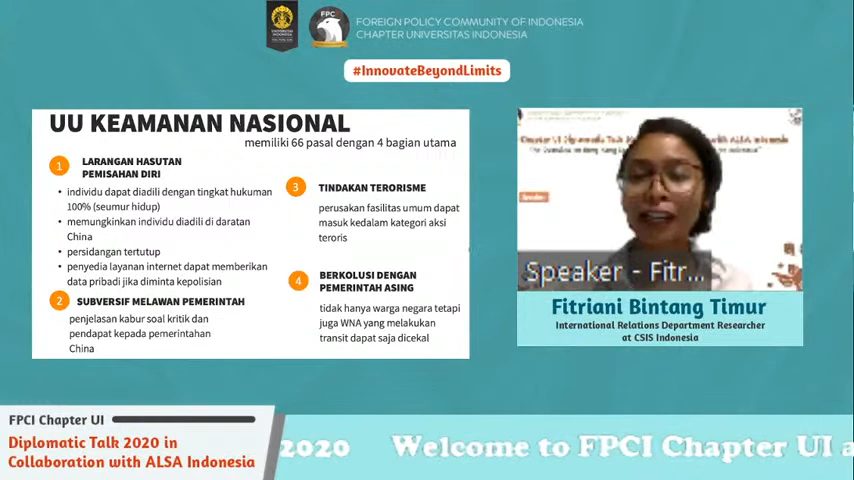 UNIVERSITAS
INDONESIA
FPC
FOREIGN POLICY COMMUNITY OF INDONESIA
CHAPTER UNIVERSITAS INDONESIA
#InnovateBeyondLimits
UU KEAMANAN NASIONAL
memiliki 66 pasal dengan 4 bagian utama
1
LARANGAN HASUTAN
PEMISAHAN DIRI
• individu dapat diadili dengan tingkat hukuman
100% (seumur hidup)
• memungkinkan individu diadili di daratan
China
• persidangan tertutup
• penyedia layanan internet dapat memberikan
data pribadi jika diminta kepolisian
2
SUBVERSIF MELAWAN PEMERINTAH
penjelasan kabur soal kritik dan
pendapat kepada pemerintahan
China
3
TINDAKAN TERORISME
perusakan fasilitas umum dapat
masuk kedalam kategori aksi
teroris
4
BERKOLUSI DENGAN
PEMERINTAH ASING
tidak hanya warga negara tetapi
juga WNA yang melakukan
transit dapat saja dicekal
Speaker - Fitr...
Fitriani Bintang Timur
International Relations Department Researcher
at CSIS Indonesia
FPCI Chapter UI
Diplomatic Talk 2020 in
Collaboration with ALSA Indonesia
2020 Welcome to FPCI Chapter UI a